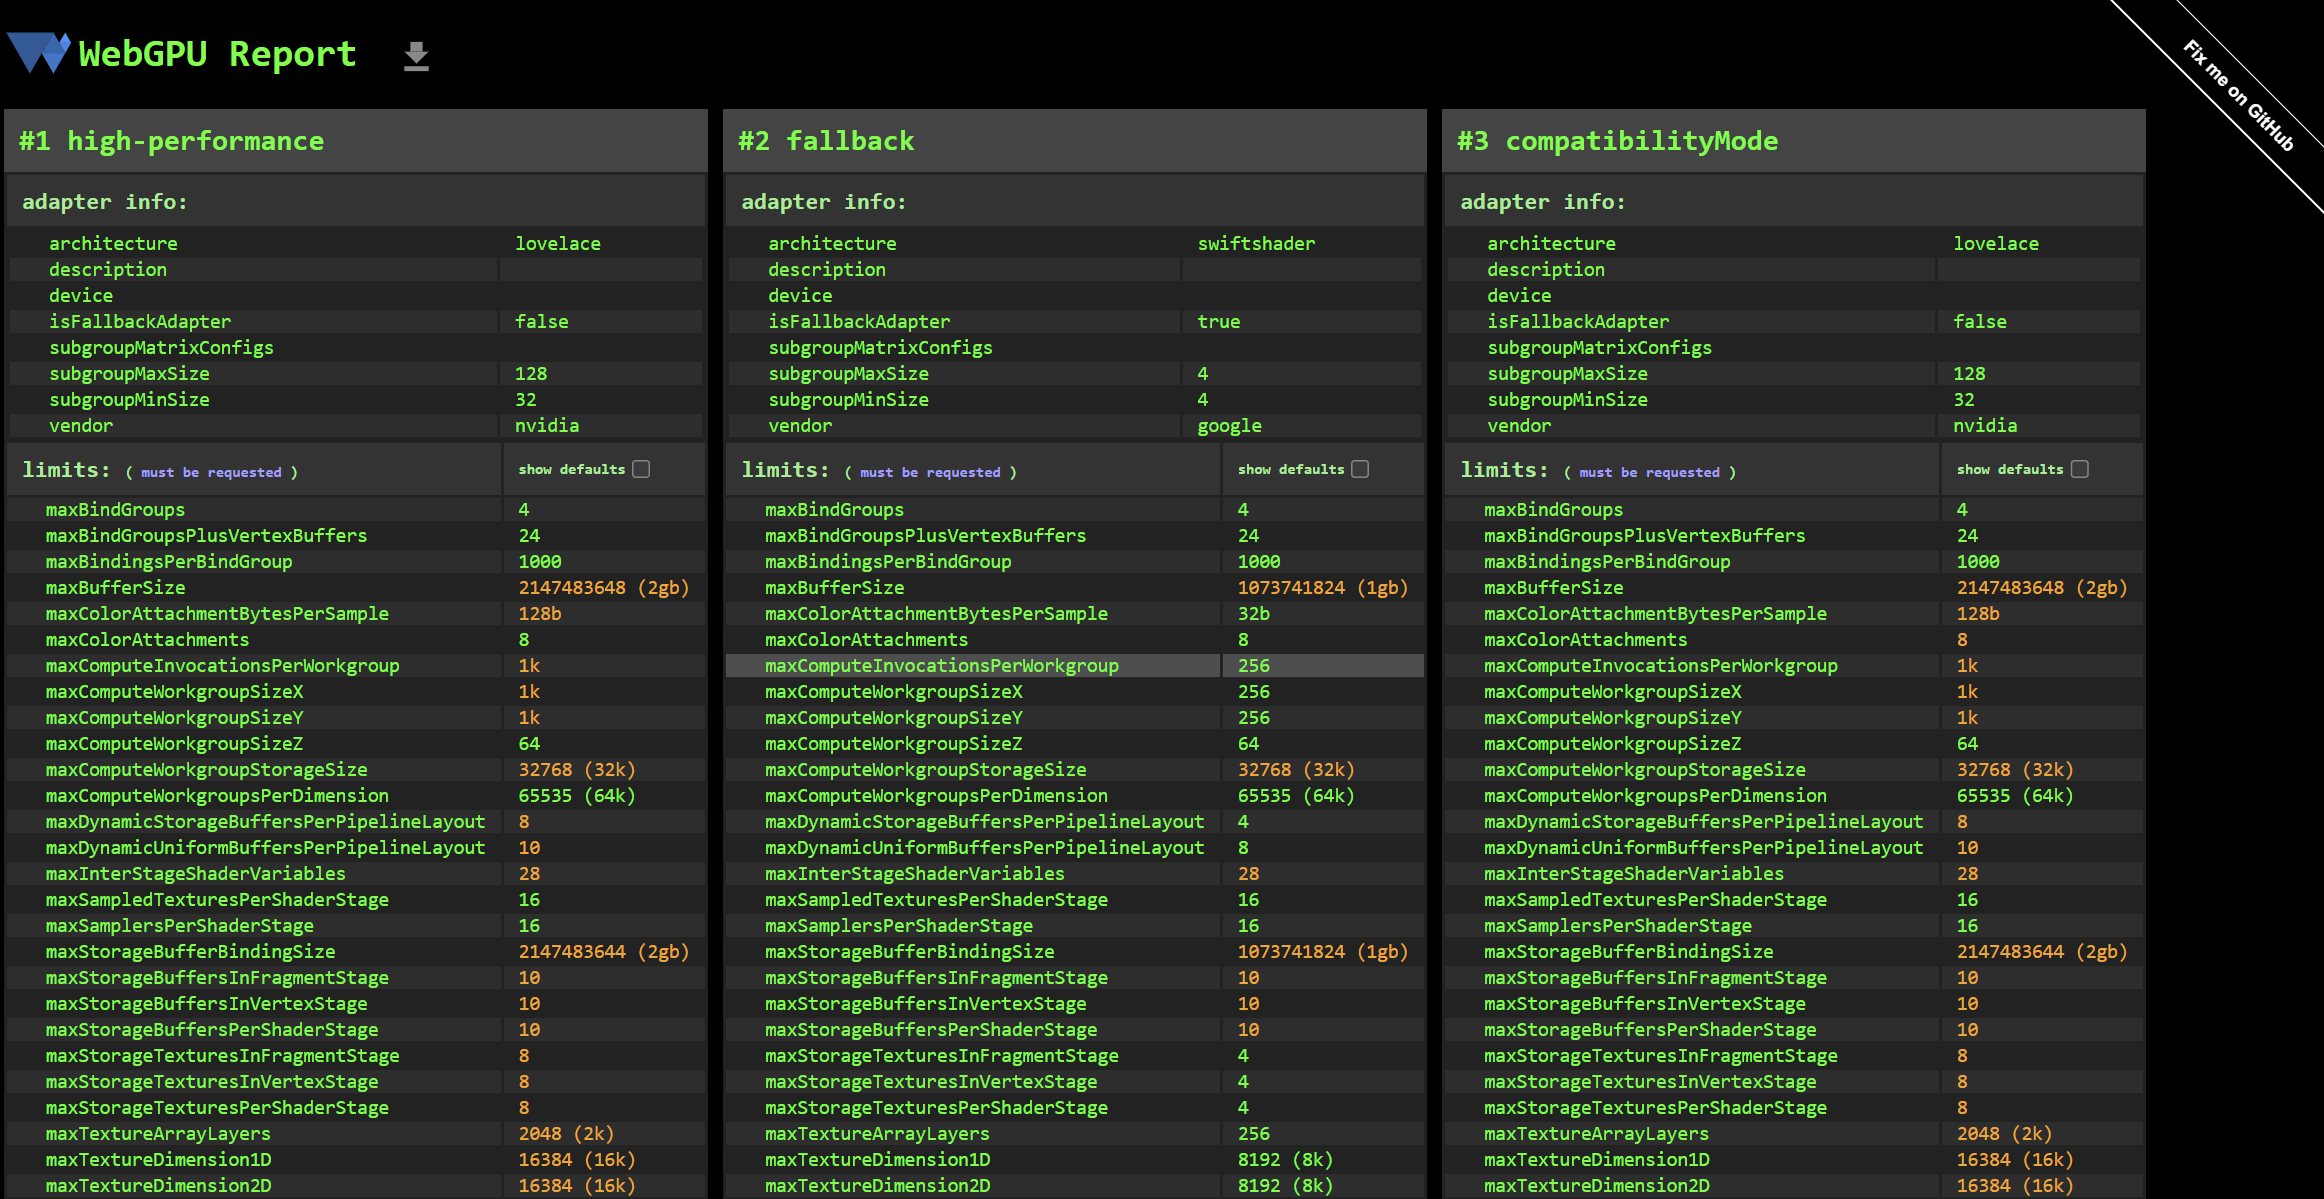 WebGPU Report
Fix me on GitHub
#1 high-performance
adapter info:
architecture lovelace
description
device
isFallbackAdapter false
subgroupMatrixConfigs
subgroupMaxSize 128
subgroupMinSize 32
vendor nvidia
limits: ( must be requested ) show defaults
maxBindGroups 4
maxBindGroupsPlusVertexBuffers 24
maxBindingsPerBindGroup 1000
maxBufferSize 2147483648 (2gb)
maxColorAttachmentBytesPerSample 128b
maxColorAttachments 8
maxComputeInvocationsPerWorkgroup 1k
maxComputeWorkgroupSizeX 1k
maxComputeWorkgroupSizeY 1k
maxComputeWorkgroupSizeZ 64
maxComputeWorkgroupStorageSize 32768 (32k)
maxComputeWorkgroupsPerDimension 65535 (64k)
maxDynamicStorageBuffersPerPipelineLayout 8
maxDynamicUniformBuffersPerPipelineLayout 10
maxInterStageShaderVariables 28
maxSampledTexturesPerShaderStage 16
maxSamplersPerShaderStage 16
maxStorageBufferBindingSize 2147483644 (2gb)
maxStorageBuffersInFragmentStage 10
maxStorageBuffersInVertexStage 10
maxStorageBuffersPerShaderStage 10
maxStorageTexturesInFragmentStage 8
maxStorageTexturesInVertexStage 8
maxStorageTexturesPerShaderStage 8
maxTextureArrayLayers 2048 (2k)
maxTextureDimension1D 16384 (16k)
maxTextureDimension2D 16384 (16k)
#2 fallback
adapter info:
architecture swiftshader
description
device
isFallbackAdapter true
subgroupMatrixConfigs
subgroupMaxSize 4
subgroupMinSize 4
vendor google
limits: ( must be requested ) show defaults
maxBindGroups 4
maxBindGroupsPlusVertexBuffers 24
maxBindingsPerBindGroup 1000
maxBufferSize 1073741824 (1gb)
maxColorAttachmentBytesPerSample 32b
maxColorAttachments 8
maxComputeInvocationsPerWorkgroup 256
maxComputeWorkgroupSizeX 256
maxComputeWorkgroupSizeY 256
maxComputeWorkgroupSizeZ 64
maxComputeWorkgroupStorageSize 32768 (32k)
maxComputeWorkgroupsPerDimension 65535 (64k)
maxDynamicStorageBuffersPerPipelineLayout 4
maxDynamicUniformBuffersPerPipelineLayout 8
maxInterStageShaderVariables 28
maxSampledTexturesPerShaderStage 16
maxSamplersPerShaderStage 16
maxStorageBufferBindingSize 1073741824 (1gb)
maxStorageBuffersInFragmentStage 10
maxStorageBuffersInVertexStage 10
maxStorageBuffersPerShaderStage 10
maxStorageTexturesInFragmentStage 4
maxStorageTexturesInVertexStage 4
maxStorageTexturesPerShaderStage 4
maxTextureArrayLayers 256
maxTextureDimension1D 8192 (8k)
maxTextureDimension2D 8192 (8k)
#3 compatibilityMode
adapter info:
architecture lovelace
description
device
isFallbackAdapter false
subgroupMatrixConfigs
subgroupMaxSize 128
subgroupMinSize 32
vendor nvidia
limits: ( must be requested ) show defaults
maxBindGroups 4
maxBindGroupsPlusVertexBuffers 24
maxBindingsPerBindGroup 1000
maxBufferSize 2147483648 (2gb)
maxColorAttachmentBytesPerSample 128b
maxColorAttachments 8
maxComputeInvocationsPerWorkgroup 1k
maxComputeWorkgroupSizeX 1k
maxComputeWorkgroupSizeY 1k
maxComputeWorkgroupSizeZ 64
maxComputeWorkgroupStorageSize 32768 (32k)
maxComputeWorkgroupsPerDimension 65535 (64k)
maxDynamicStorageBuffersPerPipelineLayout 8
maxDynamicUniformBuffersPerPipelineLayout 10
maxInterStageShaderVariables 28
maxSampledTexturesPerShaderStage 16
maxSamplersPerShaderStage 16
maxStorageBufferBindingSize 2147483644 (2gb)
maxStorageBuffersInFragmentStage 10
maxStorageBuffersInVertexStage 10
maxStorageBuffersPerShaderStage 10
maxStorageTexturesInFragmentStage 8
maxStorageTexturesInVertexStage 8
maxStorageTexturesPerShaderStage 8
maxTextureArrayLayers 2048 (2k)
maxTextureDimension1D 16384 (16k)
maxTextureDimension2D 16384 (16k)